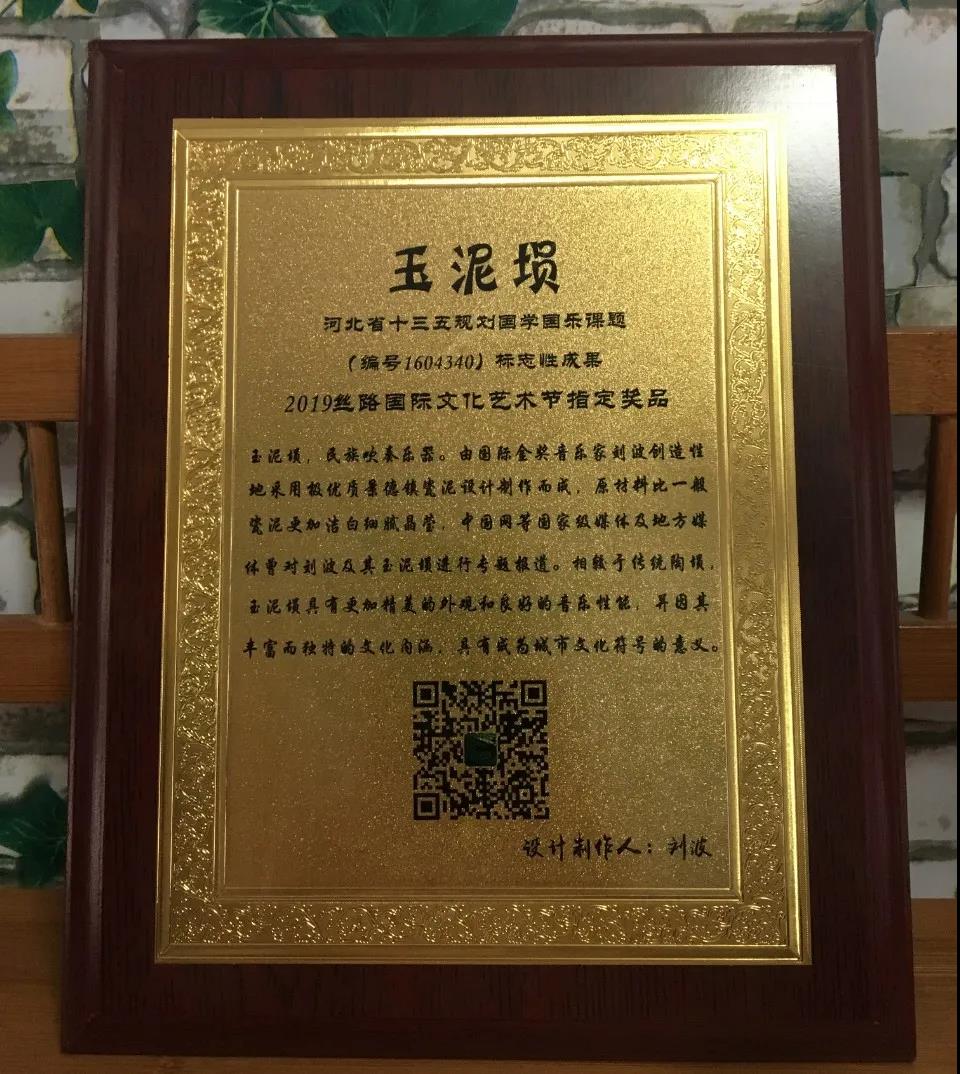 玉泥埙
河北省十三五规划国学国乐课题
（编号1604340）标志性成果
2019丝路国际文化艺术节指定奖品
玉泥埙，民族吹奏乐器。由国际金奖音乐家刘波创造性
地采用极优质景德镇瓷泥设计制作而成，原材料比一般
瓷泥更加洁白细腻晶莹，中国网等国家级媒体及地方媒
体曾对刘波及其玉泥埙进行专题报道。相较于传统陶埙，
玉泥埙具有更加精美的外观和良好的音乐性能，并因其
丰富而独特的文化内涵，具有成为城市文化符号的意义。
设计制作人：刘波